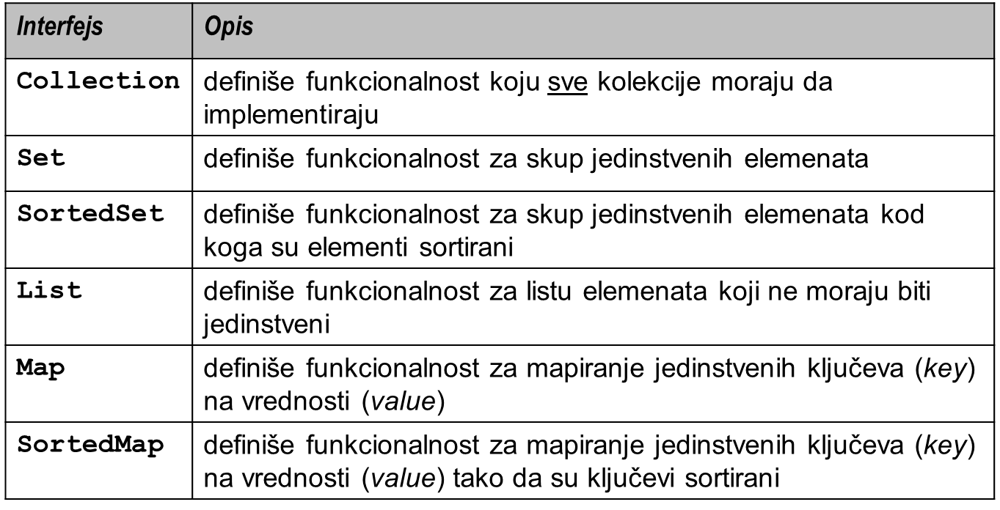 Interfejs Opis
Collection definiše funkcionalnost koju sve kolekcije moraju da
implementiraju
Set definiše funkcionalnost za skup jedinstvenih elemenata
SortedSet definiše funkcionalnost za skup jedinstvenih elemenata kod
koga su elementi sortirani
List definiše funkcionalnost za listu elemenata koji ne moraju biti
jedinstveni
Map definiše funkcionalnost za mapiranje jedinstvenih ključeva (key)
na vrednosti (value)
SortedMap definiše funkcionalnost za mapiranje jedinstvenih ključeva (key)
na vrednosti (value) tako da su ključevi sortirani